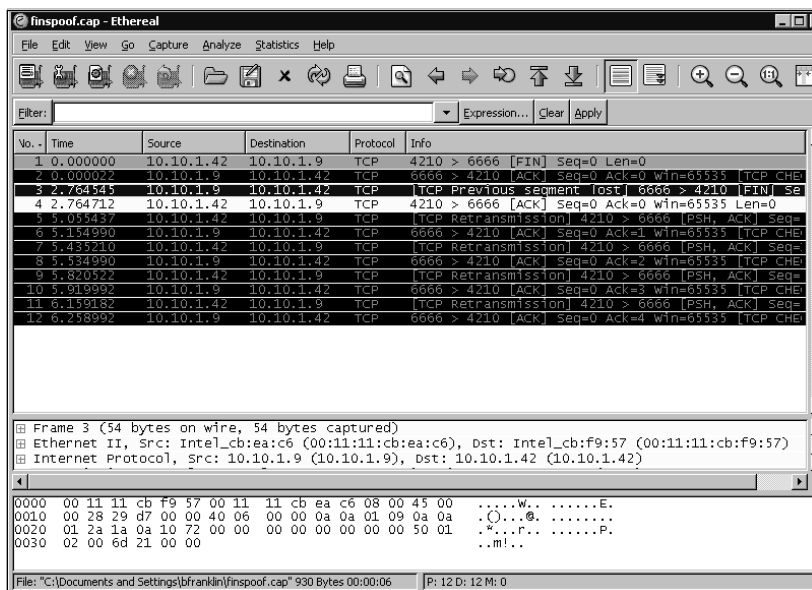 finspoof.cap - Ethereal
File Edit View Go Capture Analyze Statistics Help
Filter: Expression... Clear Apply
No. - Time Source Destination Protocol Info
1 0.000000 10.10.1.42 10.10.1.9 TCP 4210 > 6666 [FIN] Seq=0 Len=0
2 0.000022 10.10.1.9 10.10.1.42 TCP 6666 > 4210 [ACK] Seq=0 Ack=0 Win=65535 [TCP CHE
3 2.764545 10.10.1.9 10.10.1.42 TCP [TCP Previous segment lost] 6666 > 4210 [FIN] Se
4 2.764712 10.10.1.42 10.10.1.9 TCP 4210 > 6666 [ACK] Seq=0 Ack=0 Win=65535 Len=0
5 5.055437 10.10.1.42 10.10.1.9 TCP [TCP Retransmission] 4210 > 6666 [PSH, ACK] Seq=
6 5.154990 10.10.1.9 10.10.1.42 TCP 6666 > 4210 [ACK] Seq=0 Ack=1 Win=65535 [TCP CHE
7 5.435210 10.10.1.42 10.10.1.9 TCP [TCP Retransmission] 4210 > 6666 [PSH, ACK] Seq=
8 5.534990 10.10.1.9 10.10.1.42 TCP 6666 > 4210 [ACK] Seq=0 Ack=2 Win=65535 [TCP CHE
9 5.820522 10.10.1.42 10.10.1.9 TCP [TCP Retransmission] 4210 > 6666 [PSH, ACK] Seq=
10 5.919992 10.10.1.9 10.10.1.42 TCP 6666 > 4210 [ACK] Seq=0 Ack=3 Win=65535 [TCP CHE
11 6.159182 10.10.1.42 10.10.1.9 TCP [TCP Retransmission] 4210 > 6666 [PSH, ACK] Seq=
12 6.258992 10.10.1.9 10.10.1.42 TCP 6666 > 4210 [ACK] Seq=0 Ack=4 Win=65535 [TCP CHE
Frame 3 (54 bytes on wire, 54 bytes captured)
Ethernet II, Src: Intel_cb:ea:c6 (00:11:11:cb:ea:c6), Dst: Intel_cb:f9:57 (00:11:11:cb:f9:57)
Internet Protocol, Src: 10.10.1.9 (10.10.1.9), Dst: 10.10.1.42 (10.10.1.42)
0000 00 11 11 cb f9 57 00 11 11 cb ea c6 08 00 45 00 .....W.. ......E.
0010 00 28 29 d7 00 00 40 06 00 00 0a 0a 01 09 0a 0a .()...@. ........
0020 01 2a 1a 0a 10 72 00 00 00 00 00 00 00 00 50 01 .*...r.. ......P.
0030 02 00 6d 21 00 00 ..m!..
File: "C:\Documents and Settings\bfranklin\finspoof.cap" 930 Bytes 00:00:06 P: 12 D: 12 M: 0